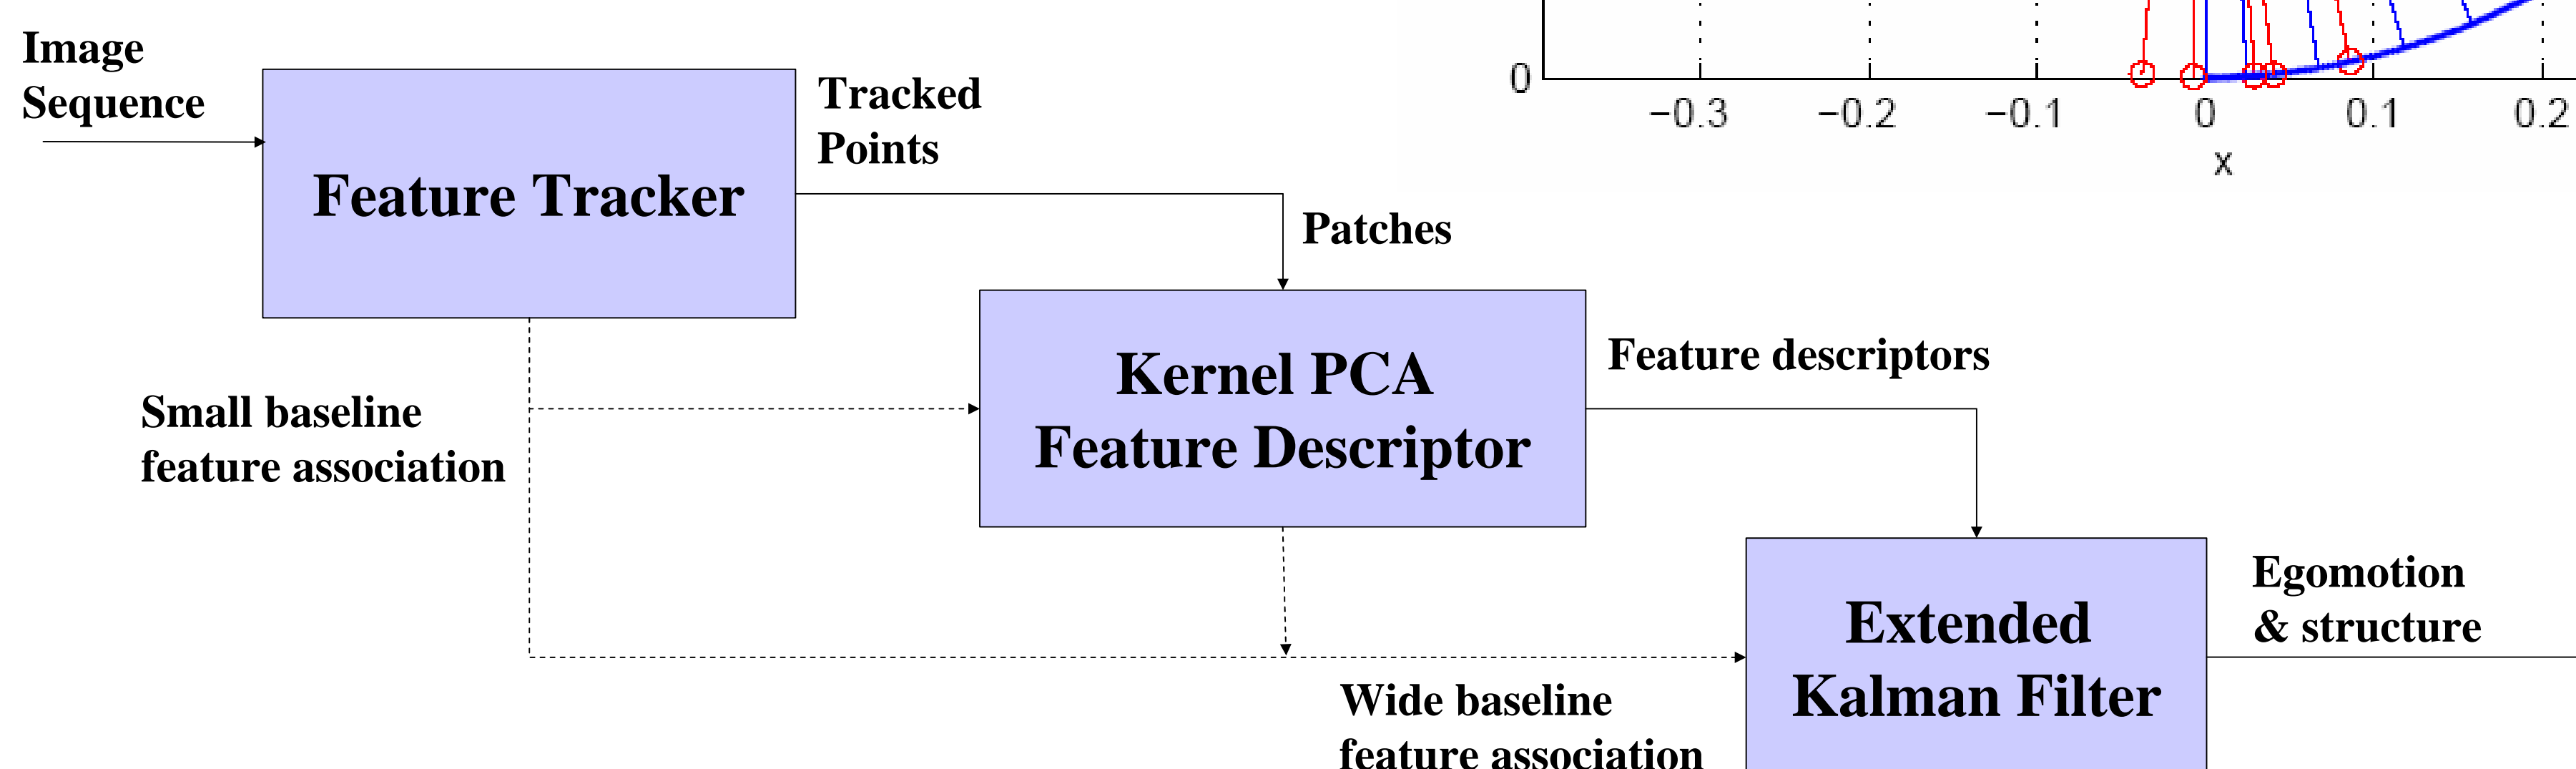 Image
Sequence
Feature Tracker
Tracked
Points
Patches
0
−0.3 −0.2 −0.1 0 0.1 0.2
x
Small baseline
feature association
Kernel PCA
Feature Descriptor
Feature descriptors
Extended
Kalman Filter
Egomotion
& structure
Wide baseline
feature association